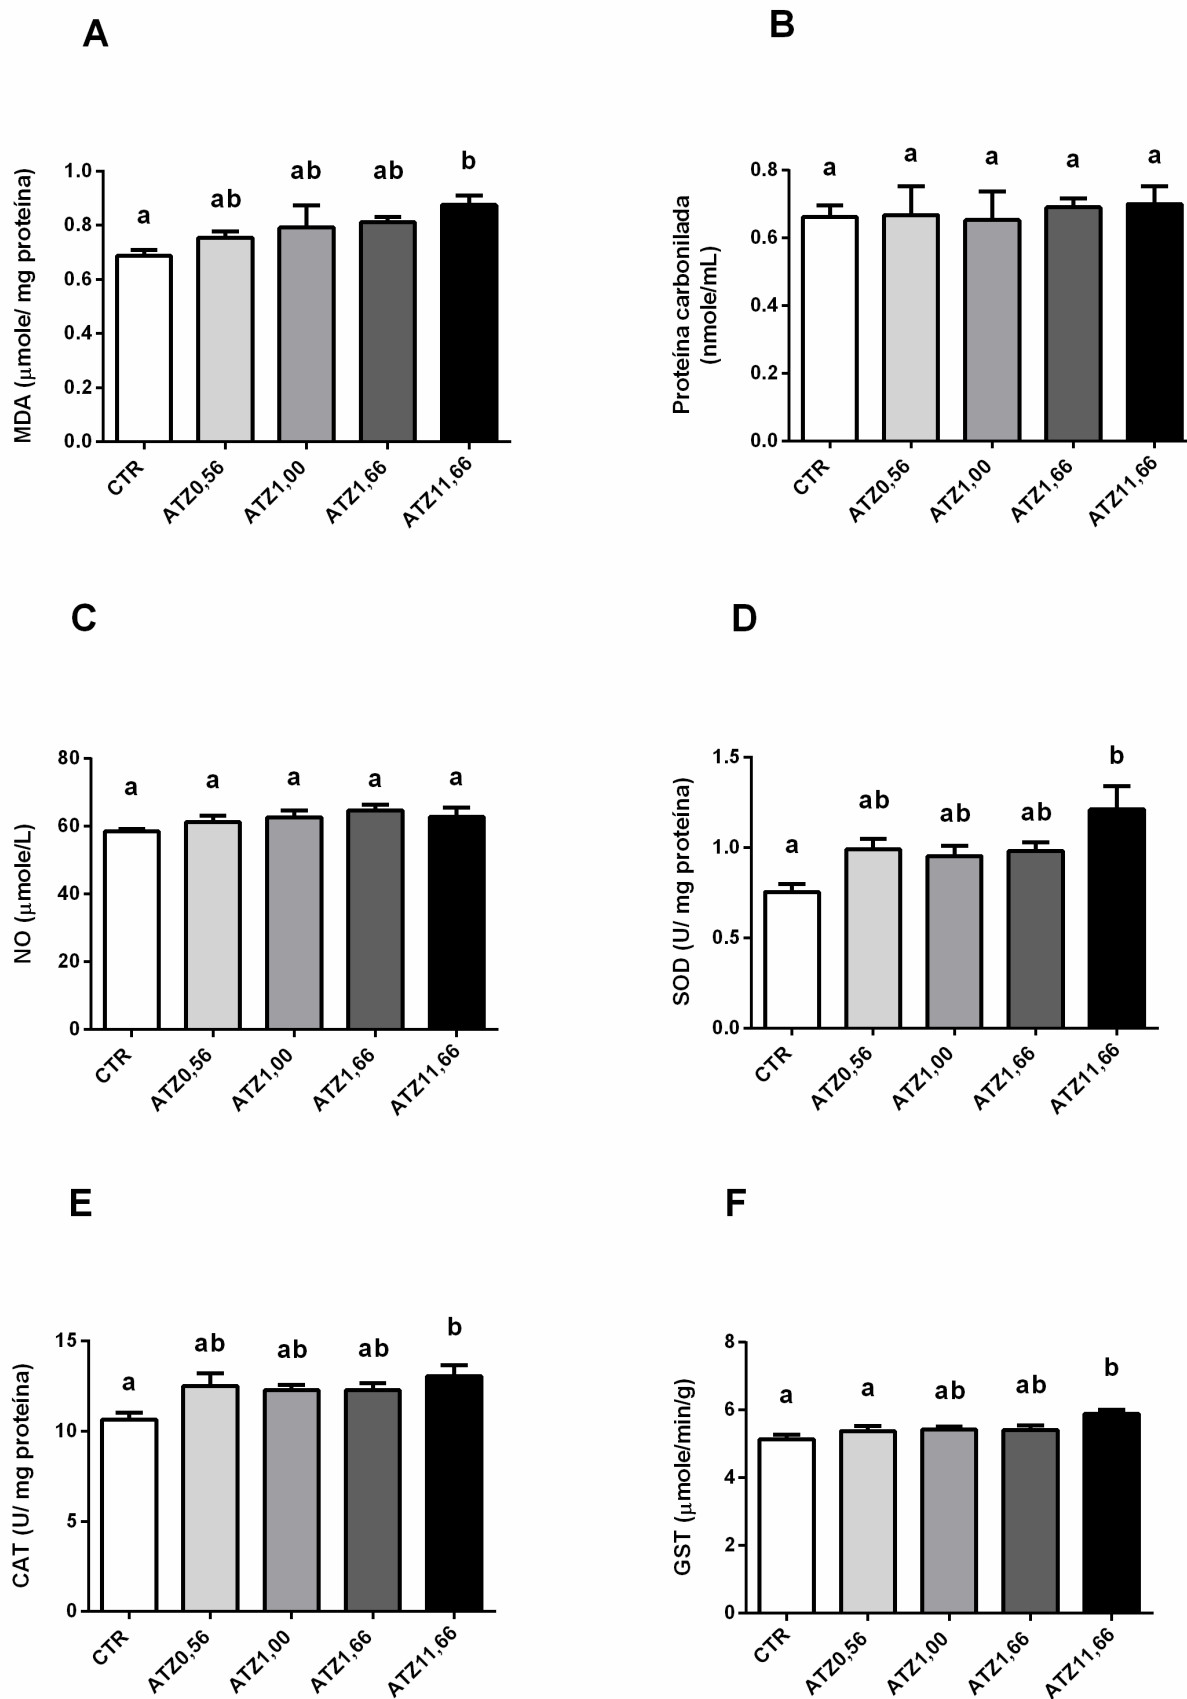 A
MDA (μmole/ mg proteína)
1.0
0.8
0.6
0.4
0.2
0.0
a
ab
ab
ab
b
CTR
ATZ0,56
ATZ1,00
ATZ1,66
ATZ11,66
B
Proteína carbonilada
(nmole/mL)
0.8
0.6
0.4
0.2
0.0
a
a
a
a
a
CTR
ATZ0,56
ATZ1,00
ATZ1,66
ATZ11,66
C
NO (μmole/L)
80
60
40
20
0
a
a
a
a
a
CTR
ATZ0,56
ATZ1,00
ATZ1,66
ATZ11,66
D
SOD (U/ mg proteína)
1.5
1.0
0.5
0.0
a
ab
ab
ab
b
CTR
ATZ0,56
ATZ1,00
ATZ1,66
ATZ11,66
E
CAT (U/ mg proteína)
15
10
5
0
a
ab
ab
ab
b
CTR
ATZ0,56
ATZ1,00
ATZ1,66
ATZ11,66
F
GST (μmole/min/g)
8
6
4
2
0
a
a
ab
ab
b
CTR
ATZ0,56
ATZ1,00
ATZ1,66
ATZ11,66